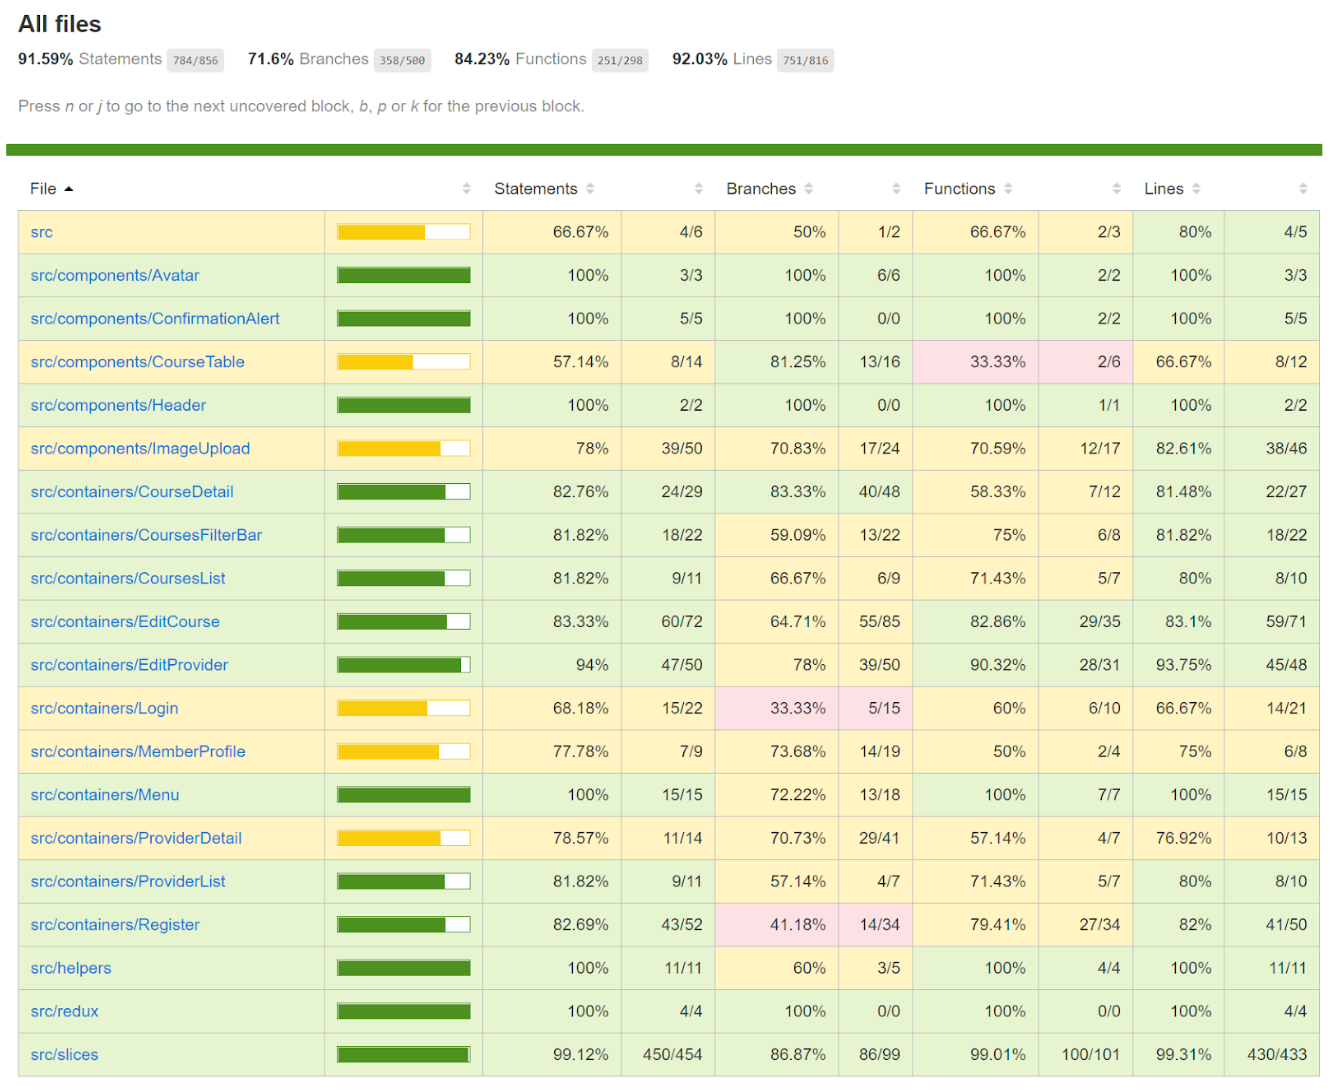 All files
91.59% Statements 784/856 71.6% Branches 358/500 84.23% Functions 251/298 92.03% Lines 751/816
Press n or j to go to the next uncovered block, b, p or k for the previous block.
File Statements Branches Functions Lines
src 66.67% 4/6 50% 1/2 66.67% 2/3 80% 4/5
src/components/Avatar 100% 3/3 100% 6/6 100% 2/2 100% 3/3
src/components/ConfirmationAlert 100% 5/5 100% 0/0 100% 2/2 100% 5/5
src/components/CourseTable 57.14% 8/14 81.25% 13/16 33.33% 2/6 66.67% 8/12
src/components/Header 100% 2/2 100% 0/0 100% 1/1 100% 2/2
src/components/ImageUpload 78% 39/50 70.83% 17/24 70.59% 12/17 82.61% 38/46
src/containers/CourseDetail 82.76% 24/29 83.33% 40/48 58.33% 7/12 81.48% 22/27
src/containers/CoursesFilterBar 81.82% 18/22 59.09% 13/22 75% 6/8 81.82% 18/22
src/containers/CoursesList 81.82% 9/11 66.67% 6/9 71.43% 5/7 80% 8/10
src/containers/EditCourse 83.33% 60/72 64.71% 55/85 82.86% 29/35 83.1% 59/71
src/containers/EditProvider 94% 47/50 78% 39/50 90.32% 28/31 93.75% 45/48
src/containers/Login 68.18% 15/22 33.33% 5/15 60% 6/10 66.67% 14/21
src/containers/MemberProfile 77.78% 7/9 73.68% 14/19 50% 2/4 75% 6/8
src/containers/Menu 100% 15/15 72.22% 13/18 100% 7/7 100% 15/15
src/containers/ProviderDetail 78.57% 11/14 70.73% 29/41 57.14% 4/7 76.92% 10/13
src/containers/ProviderList 81.82% 9/11 57.14% 4/7 71.43% 5/7 80% 8/10
src/containers/Register 82.69% 43/52 41.18% 14/34 79.41% 27/34 82% 41/50
src/helpers 100% 11/11 60% 3/5 100% 4/4 100% 11/11
src/redux 100% 4/4 100% 0/0 100% 0/0 100% 4/4
src/slices 99.12% 450/454 86.87% 86/99 99.01% 100/101 99.31% 430/433